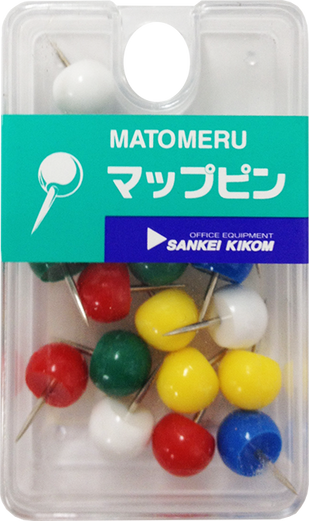 MATOMERU
マップピン
OFFICE EQUIPMENT
SANKEI KIKOM